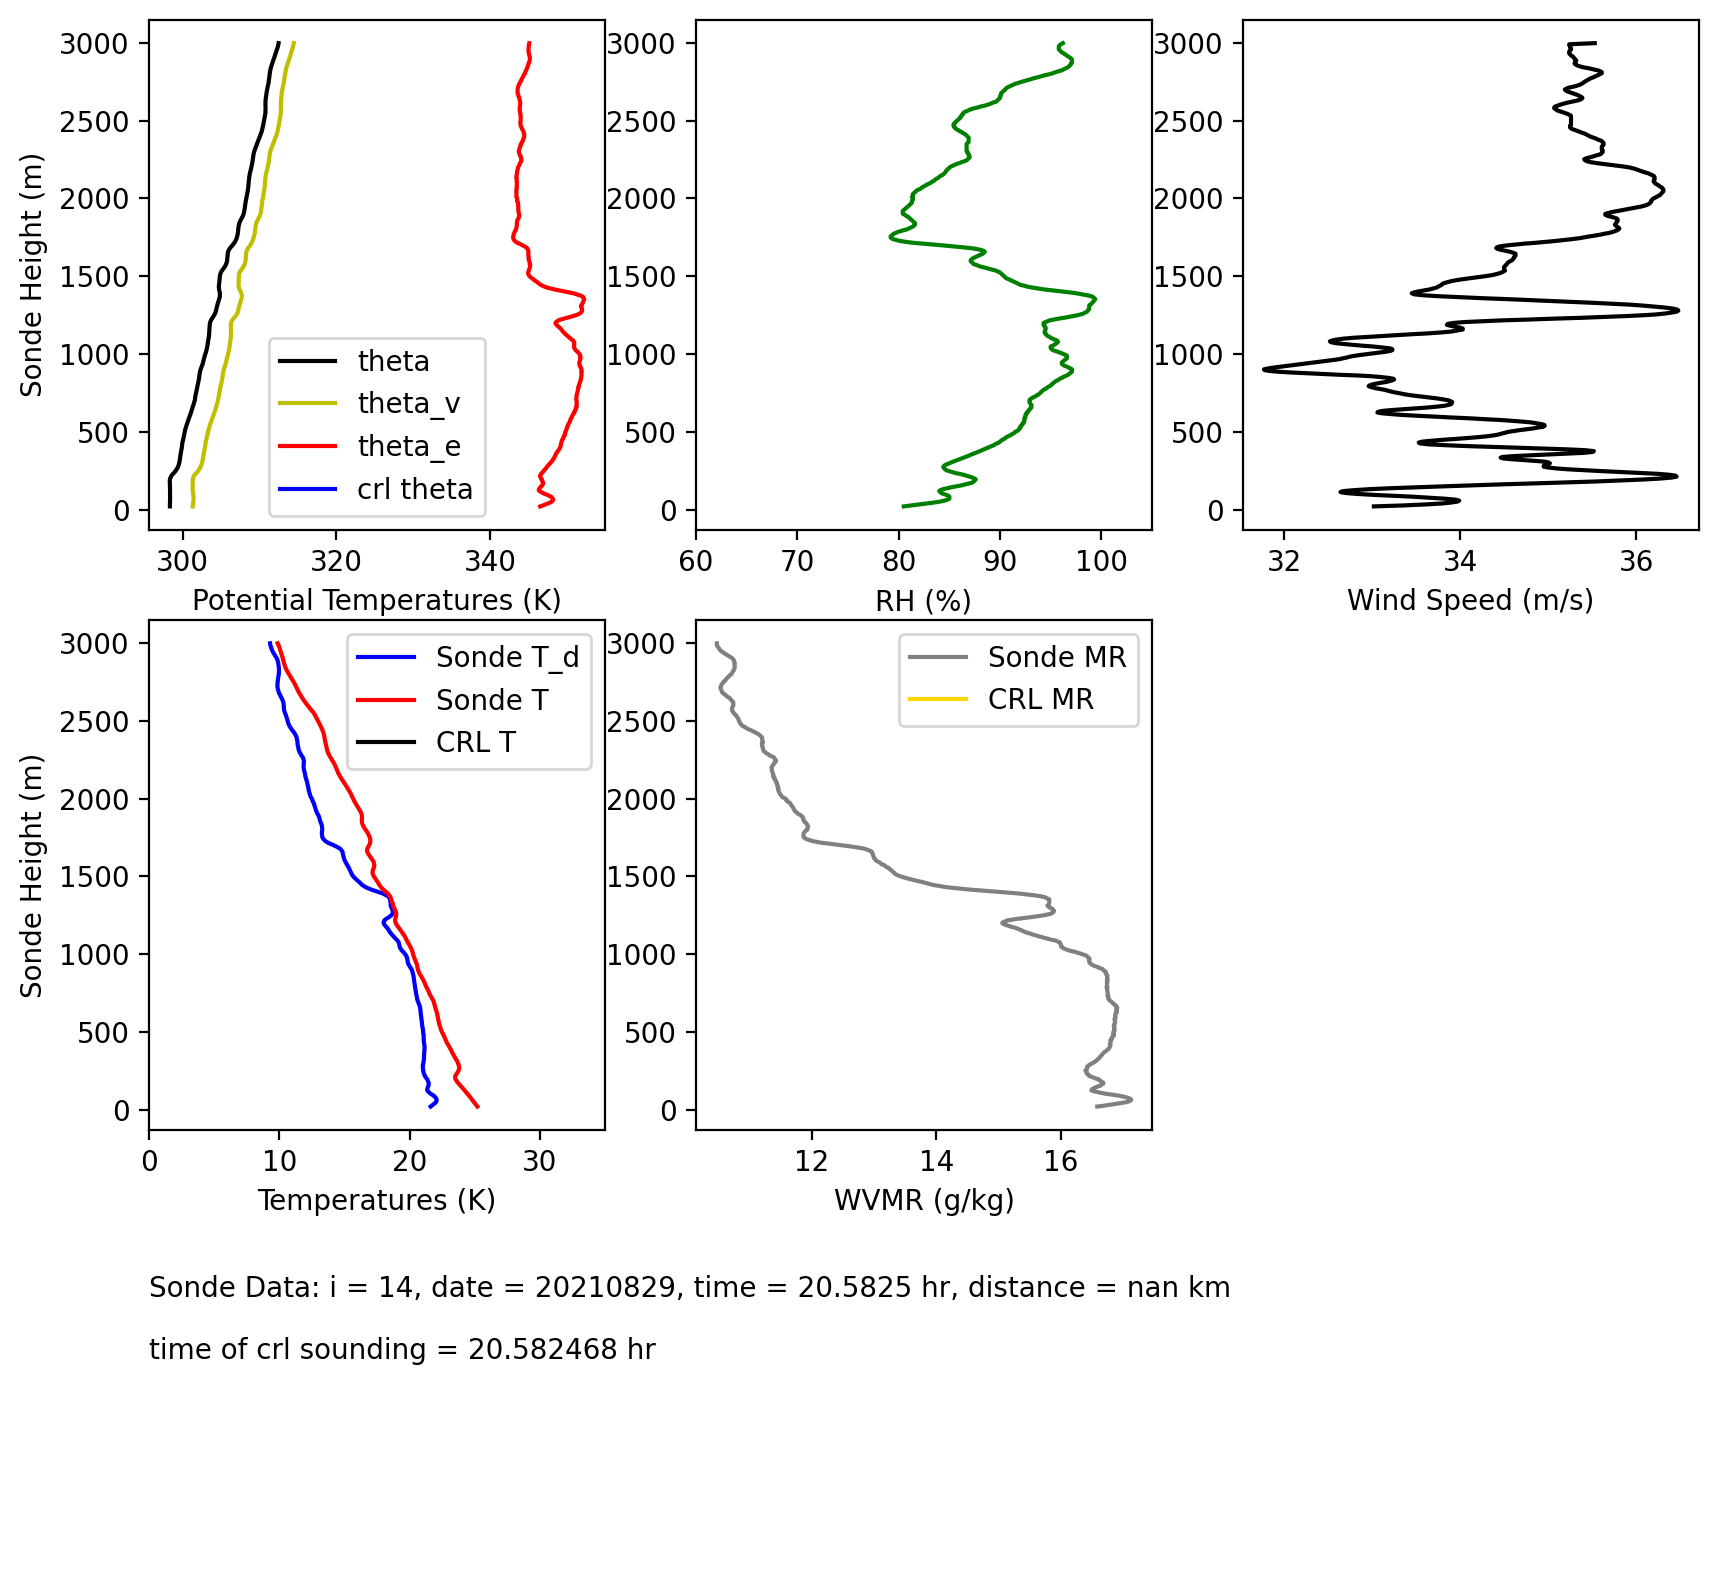 3000
2500
2000
1500
1000
500
0
Sonde Height (m)
300 320 340
Potential Temperatures (K)
theta
theta_v
theta_e
crl theta
3000
2500
2000
1500
1000
500
0
60 70 80 90 100
RH (%)
3000
2500
2000
1500
1000
500
0
32 34 36
Wind Speed (m/s)
3000
2500
2000
1500
1000
500
0
Sonde Height (m)
0 10 20 30
Temperatures (K)
Sonde T_d
Sonde T
CRL T
3000
2500
2000
1500
1000
500
0
12 14 16
WVMR (g/kg)
Sonde MR
CRL MR
Sonde Data: i = 14, date = 20210829, time = 20.5825 hr, distance = nan km
time of crl sounding = 20.582468 hr